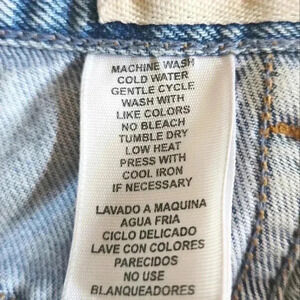 MACHINE WASH
COLD WATER
GENTLE CYCLE
WASH WITH
LIKE COLORS
NO BLEACH
TUMBLE DRY
LOW HEAT
PRESS WITH
COOL IRON
IF NECESSARY
LAVADO A MAQUINA
AGUA FRIA
CICLO DELICADO
LAVE CON COLORES
PARECIDOS
NO USE
BLANQUEADORES